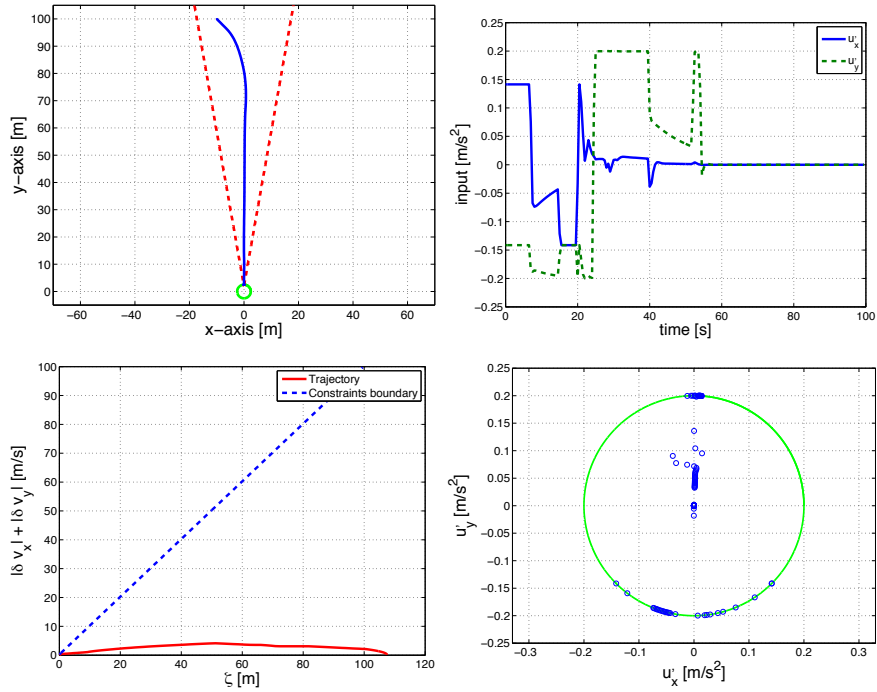 100
90
80
70
60
50
40
30
20
10
0
y−axis [m]
−60 −40 −20 0 20 40 60
x−axis [m]
0.25
0.2
0.15
0.1
0.05
0
−0.05
−0.1
−0.15
−0.2
−0.25
input [m/s²]
u'x
u'y
0 20 40 60 80 100
time [s]
100
80
60
40
20
0
|δ vx| + |δ vy| [m/s]
Trajectory
Constraints boundary
0 20 40 60 80 100 120
ζ [m]
0.25
0.2
0.15
0.1
0.05
0
−0.05
−0.1
−0.15
−0.2
−0.25
u'y [m/s²]
−0.3 −0.2 −0.1 0 0.1 0.2 0.3
u'x [m/s²]